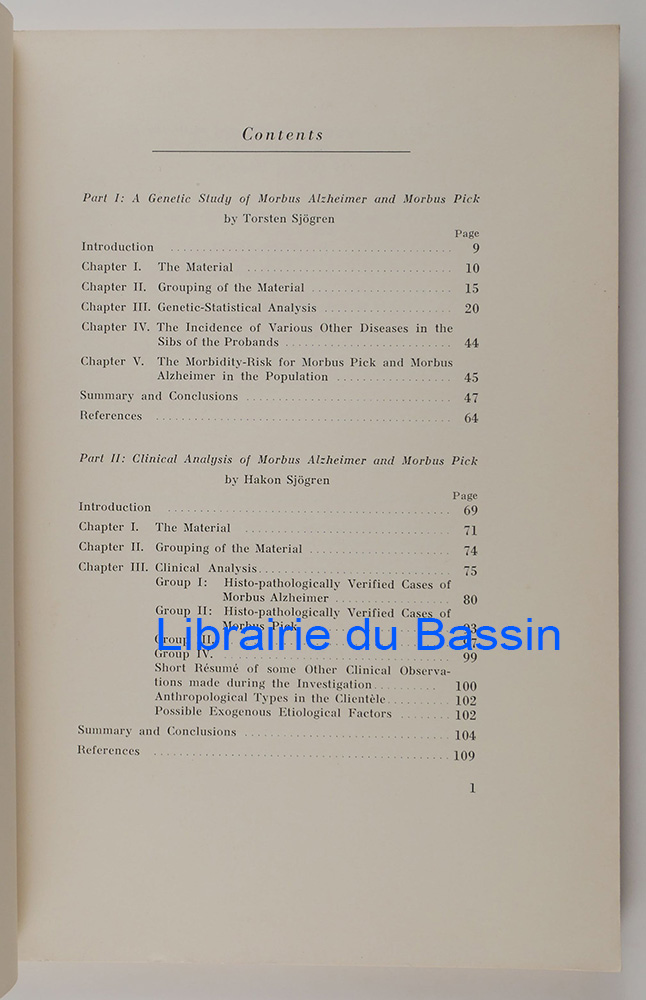 Contents
Part I: A Genetic Study of Morbus Alzheimer and Morbus Pick
by Torsten Sjögren
Page
Introduction 9
Chapter I. The Material 10
Chapter II. Grouping of the Material 15
Chapter III. Genetic-Statistical Analysis 20
Chapter IV. The Incidence of Various Other Diseases in the
Sibs of the Probands 44
Chapter V. The Morbidity-Risk for Morbus Pick and Morbus
Alzheimer in the Population 45
Summary and Conclusions 47
References 64
Part II: Clinical Analysis of Morbus Alzheimer and Morbus Pick
by Hakon Sjögren
Page
Introduction 69
Chapter I. The Material 71
Chapter II. Grouping of the Material 74
Chapter III. Clinical Analysis 75
Group I: Histo-pathologically Verified Cases of
Morbus Alzheimer 80
Group II: Histo-pathologically Verified Cases of
Morbus Pick
Librairie du Bassin
Group III.
Group IV. 99
Short Résumé of some Other Clinical Observa-
tions made during the Investigation 100
Anthropological Types in the Clientèle 102
Possible Exogenous Etiological Factors 102
Summary and Conclusions 104
References 109
1